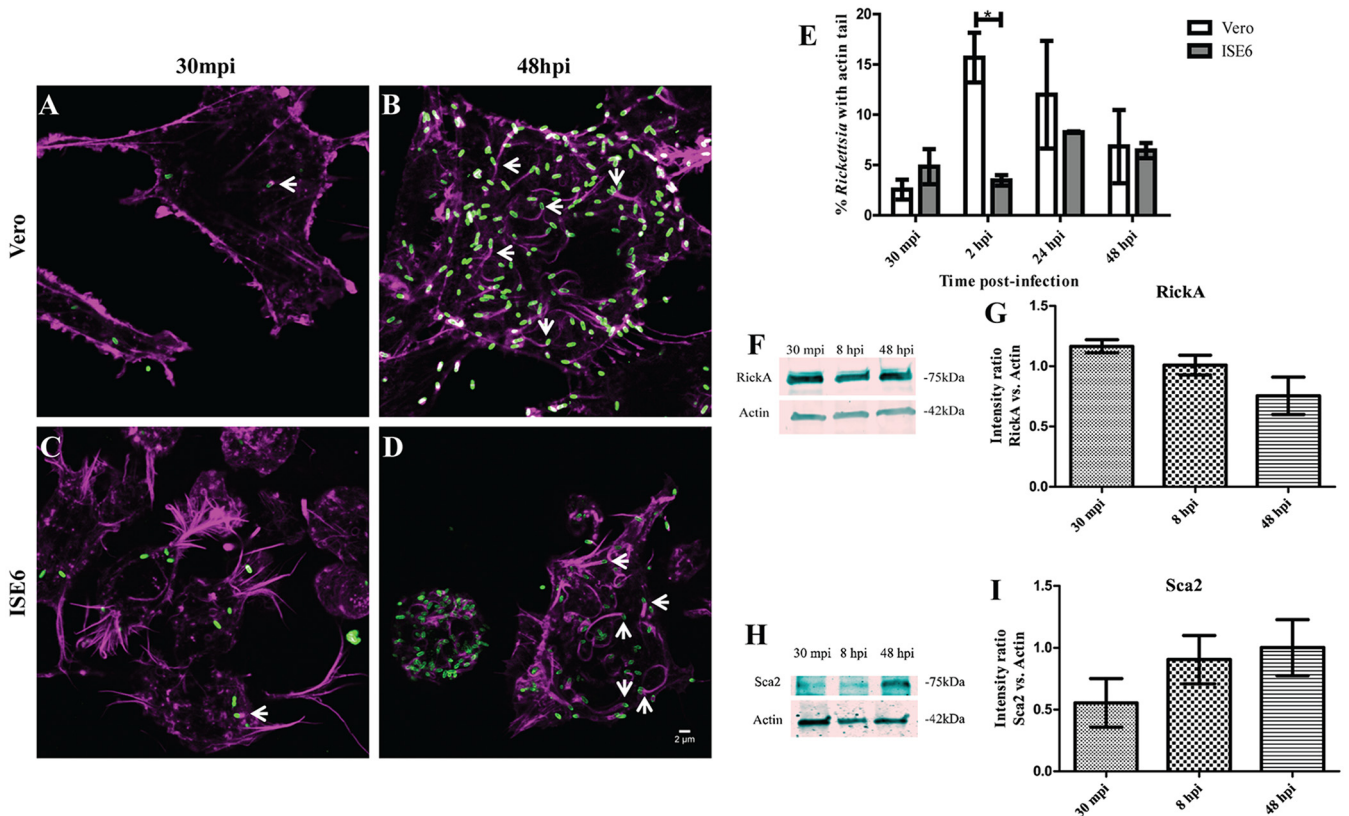 30mpi
48hpi
Vero
ISE6
A
B
C
D
2 μm
E
% Rickettsia with actin tail
20
15
10
5
0
*
Vero
ISE6
30 mpi
2 hpi
24 hpi
48 hpi
Time post-infection
F
30 mpi 8 hpi 48 hpi
RickA
-75kDa
Actin
-42kDa
G
RickA
Intensity ratio
RickA vs. Actin
1.5
1.0
0.5
0.0
30 mpi
8 hpi
48 hpi
H
30 mpi 8 hpi 48 hpi
Sca2
-75kDa
Actin
-42kDa
I
Sca2
Intensity ratio
Sca2 vs. Actin
1.5
1.0
0.5
0.0
30 mpi
8 hpi
48 hpi